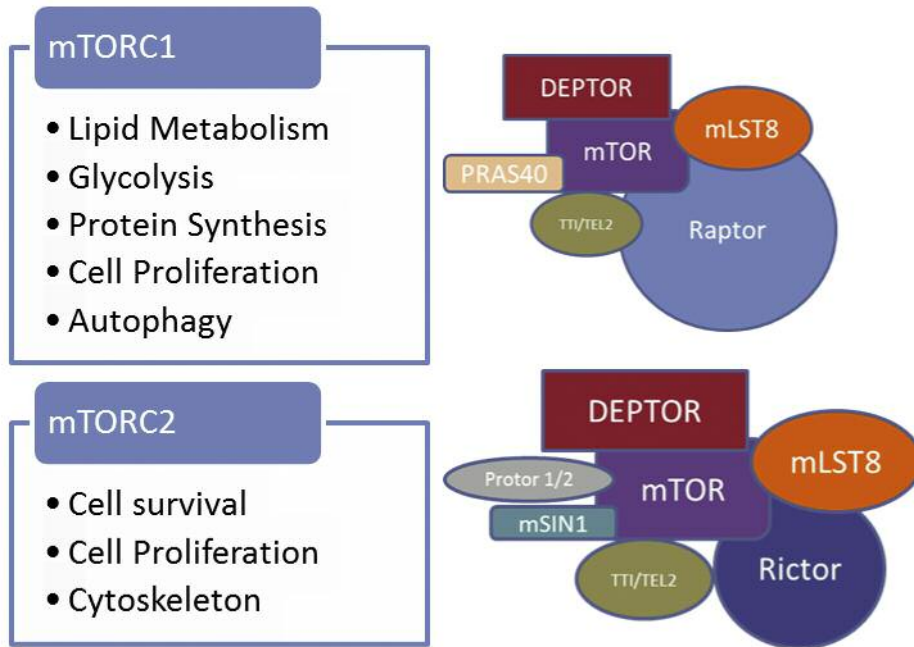 mTORC1
• Lipid Metabolism
• Glycolysis
• Protein Synthesis
• Cell Proliferation
• Autophagy
DEPTOR
mTOR
mLST8
PRAS40
TTI/TEL2
Raptor
mTORC2
• Cell survival
• Cell Proliferation
• Cytoskeleton
DEPTOR
mLST8
Protor 1/2
mTOR
mSIN1
TTI/TEL2
Rictor